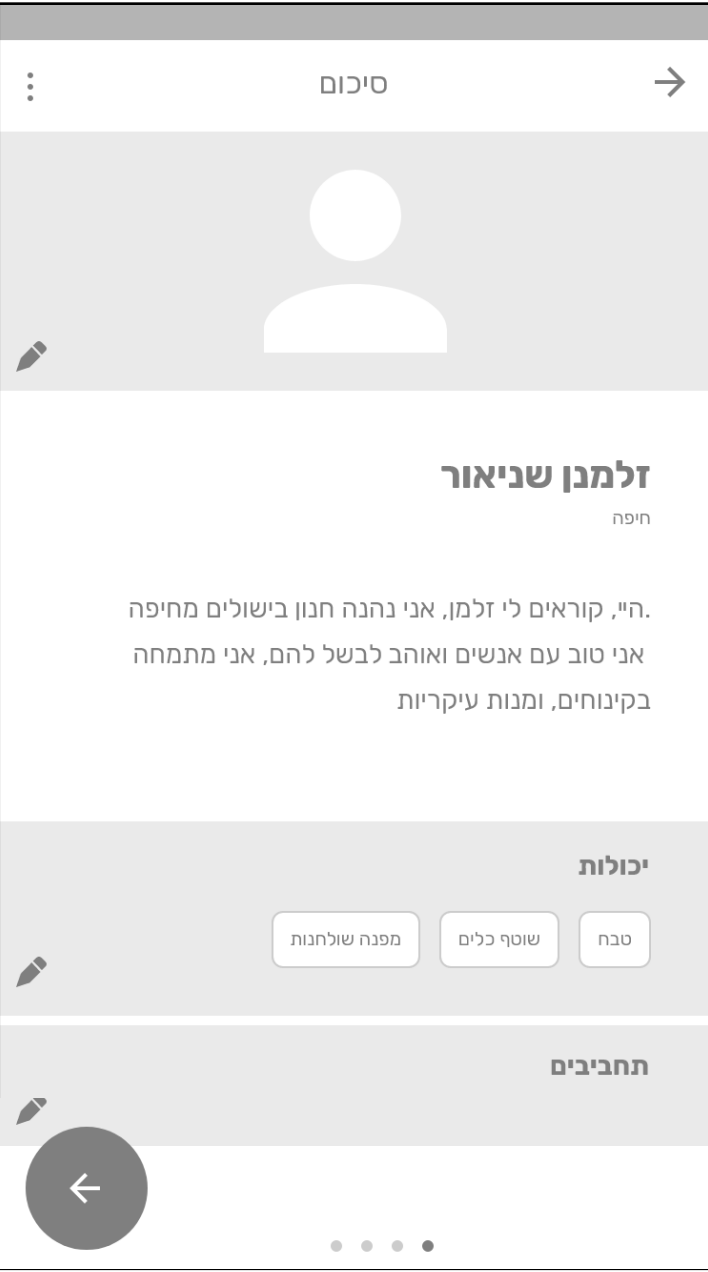 סיכום
זלמנן שניאור
חיפה
היי, קוראים לי זלמן, אני נהנה חנון בישולים מחיפה.
אני טוב עם אנשים ואוהב לבשל להם, אני מתמחה
בקינוחים, ומנות עיקריות
יכולות
טבח
שוטף כלים
מפנה שולחנות
תחביבים